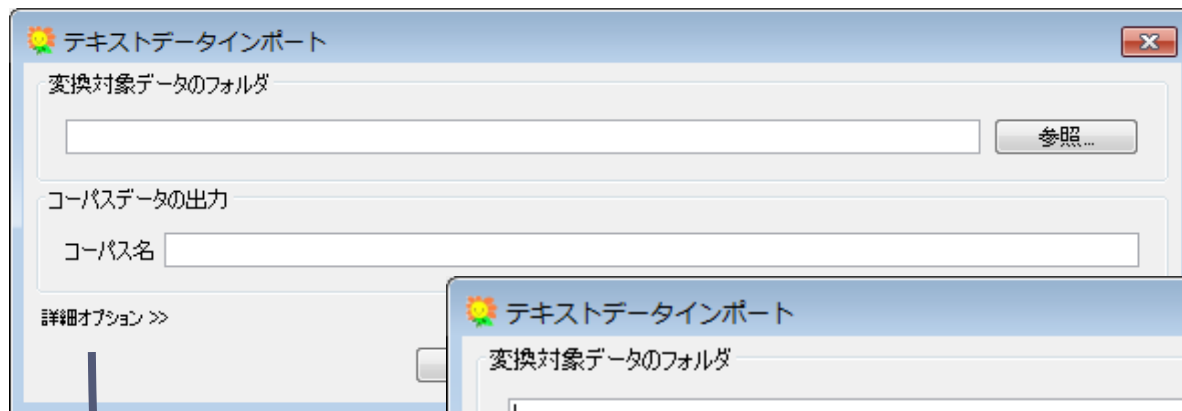 テキストデータインポート
変換対象データのフォルダ
参照...
コーパスデータの出力
コーパス名
詳細オプション >>
テキストデータインポート
変換対象データのフォルダ